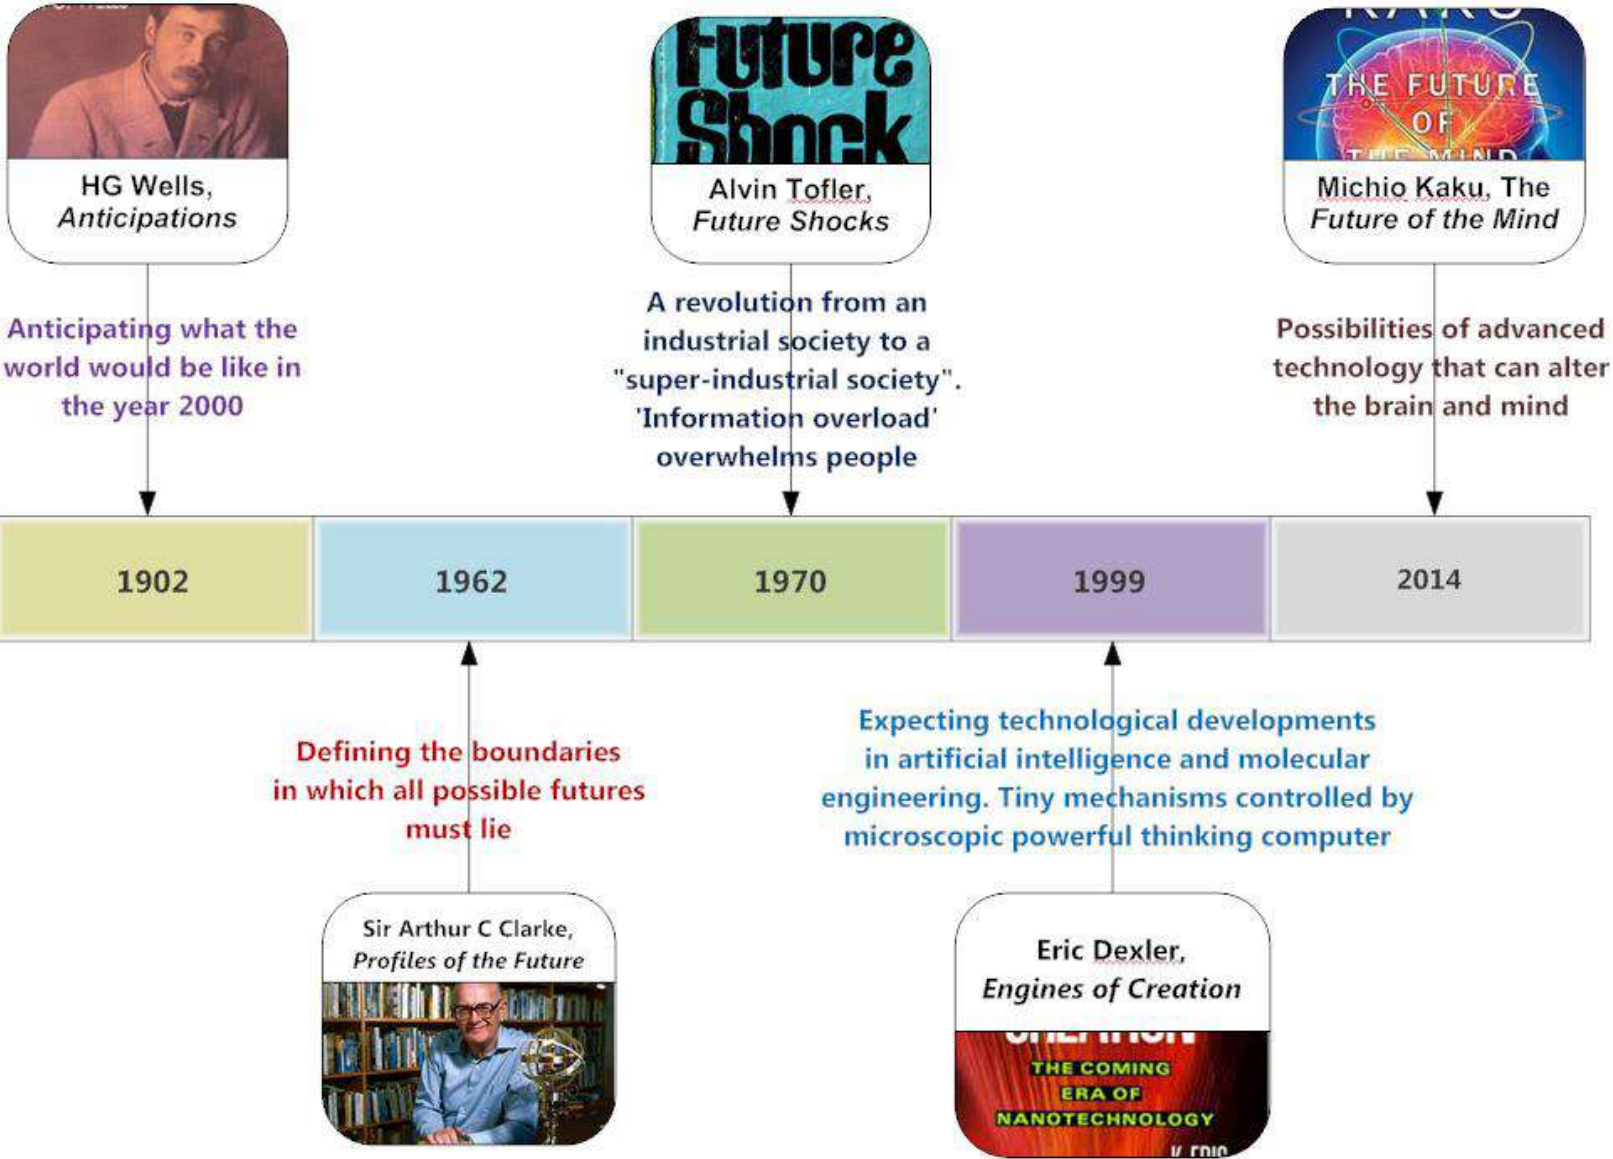 Future
Shock
THE FUTURE
OF
THE MIND
HG Wells,
Anticipations
Alvin Tofler,
Future Shocks
Michio Kaku, The
Future of the Mind
Anticipating what the
world would be like in
the year 2000
A revolution from an
industrial society to a
"super-industrial society".
'Information overload'
overwhelms people
Possibilities of advanced
technology that can alter
the brain and mind
1902
1962
1970
1999
2014
Defining the boundaries
in which all possible futures
must lie
Expecting technological developments
in artificial intelligence and molecular
engineering. Tiny mechanisms controlled by
microscopic powerful thinking computer
Sir Arthur C Clarke,
Profiles of the Future
Eric Dexler,
Engines of Creation
THE COMING
ERA OF
NANOTECHNOLOGY